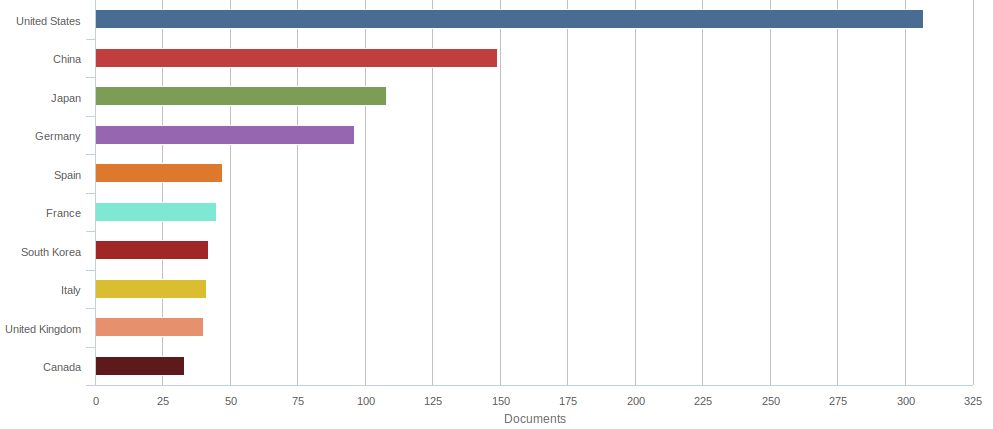 United States
China
Japan
Germany
Spain
France
South Korea
Italy
United Kingdom
Canada
0 25 50 75 100 125 150 175 200 225 250 275 300 325
Documents